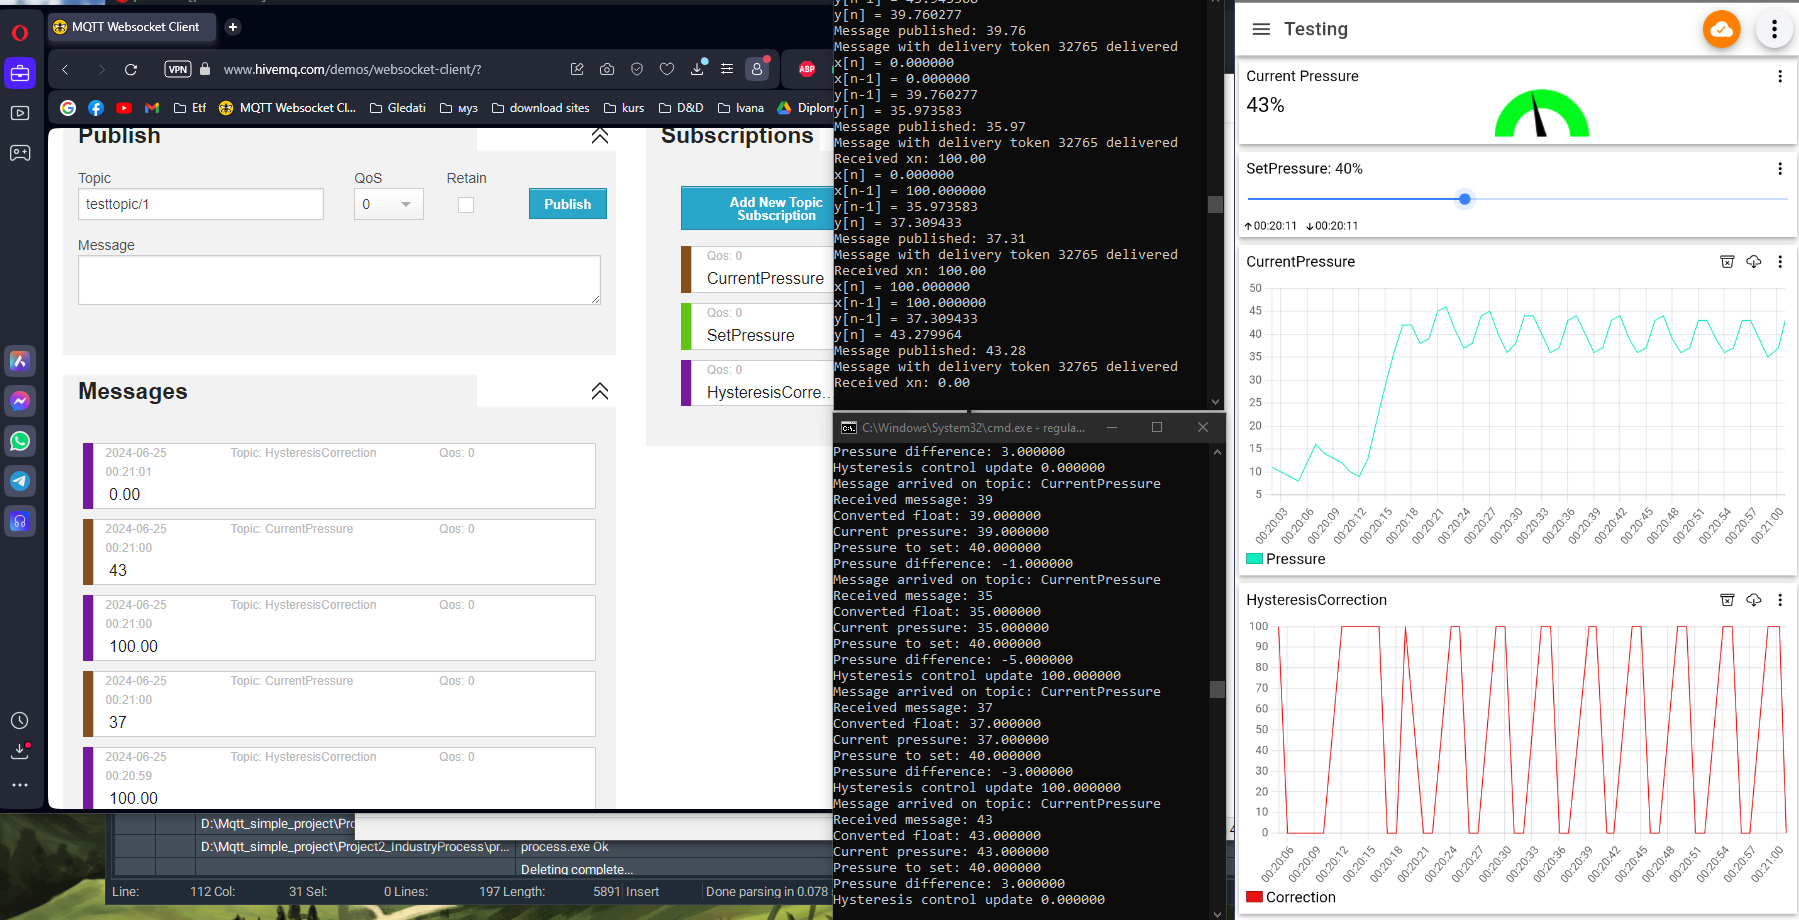 MQTT Websocket Client
VPN
www.hivemq.com/demos/websocket-client/?
ABP
Etf
MQTT Websocket Cl...
Gledati
муз
download sites
kurs
D&D
Ivana
Diplom
Publish
Topic
QoS
Retain
testtopic/1
0
Publish
Message
Subscriptions
Add New Topic
Subscription
Qos: 0
CurrentPressure
Qos: 0
SetPressure
Qos: 0
HysteresisCorre...
Messages
2024-06-25 Topic: HysteresisCorrection Qos: 0
00:21:01
0.00
2024-06-25 Topic: CurrentPressure Qos: 0
00:21:00
43
2024-06-25 Topic: HysteresisCorrection Qos: 0
00:21:00
100.00
2024-06-25 Topic: CurrentPressure Qos: 0
00:21:00
37
2024-06-25 Topic: HysteresisCorrection Qos: 0
00:20:59
100.00
D:\Mqtt_simple_project\Prc
D:\Mqtt_simple_project\Project2_IndustryProcess\pr... process.exe Ok
Deleting complete...
Line: 112 Col: 31 Sel: 0 Lines: 197 Length: 5891 Insert Done parsing in 0.078
y[n] = 39.760277
Message published: 39.76
Message with delivery token 32765 delivered
x[n] = 0.000000
x[n-1] = 0.000000
y[n-1] = 39.760277
y[n] = 35.973583
Message published: 35.97
Message with delivery token 32765 delivered
Received xn: 100.00
x[n] = 0.000000
x[n-1] = 100.000000
y[n-1] = 35.973583
y[n] = 37.309433
Message published: 37.31
Message with delivery token 32765 delivered
Received xn: 100.00
x[n] = 100.000000
x[n-1] = 100.000000
y[n-1] = 37.309433
y[n] = 43.279964
Message published: 43.28
Message with delivery token 32765 delivered
Received xn: 0.00
C:\Windows\System32\cmd.exe - regula...
Pressure difference: 3.000000
Hysteresis control update 0.000000
Message arrived on topic: CurrentPressure
Received message: 39
Converted float: 39.000000
Current pressure: 39.000000
Pressure to set: 40.000000
Pressure difference: -1.000000
Message arrived on topic: CurrentPressure
Received message: 35
Converted float: 35.000000
Current pressure: 35.000000
Pressure to set: 40.000000
Pressure difference: -5.000000
Hysteresis control update 100.000000
Message arrived on topic: CurrentPressure
Received message: 37
Converted float: 37.000000
Current pressure: 37.000000
Pressure to set: 40.000000
Pressure difference: -3.000000
Hysteresis control update 100.000000
Message arrived on topic: CurrentPressure
Received message: 43
Converted float: 43.000000
Current pressure: 43.000000
Pressure to set: 40.000000
Pressure difference: 3.000000
Hysteresis control update 0.000000
Testing
Current Pressure
43%
SetPressure: 40%
00:20:11 00:20:11
CurrentPressure
50
45
40
35
30
25
20
15
10
5
00:20:03 00:20:06 00:20:09 00:20:12 00:20:15 00:20:18 00:20:21 00:20:24 00:20:27 00:20:30 00:20:33 00:20:36 00:20:39 00:20:42 00:20:45 00:20:48 00:20:51 00:20:54 00:20:57 00:21:00
Pressure
HysteresisCorrection
100
90
80
70
60
50
40
30
20
10
0
00:20:06 00:20:09 00:20:12 00:20:15 00:20:18 00:20:21 00:20:24 00:20:27 00:20:30 00:20:33 00:20:36 00:20:39 00:20:42 00:20:45 00:20:48 00:20:51 00:20:54 00:20:57 00:21:00
Correction